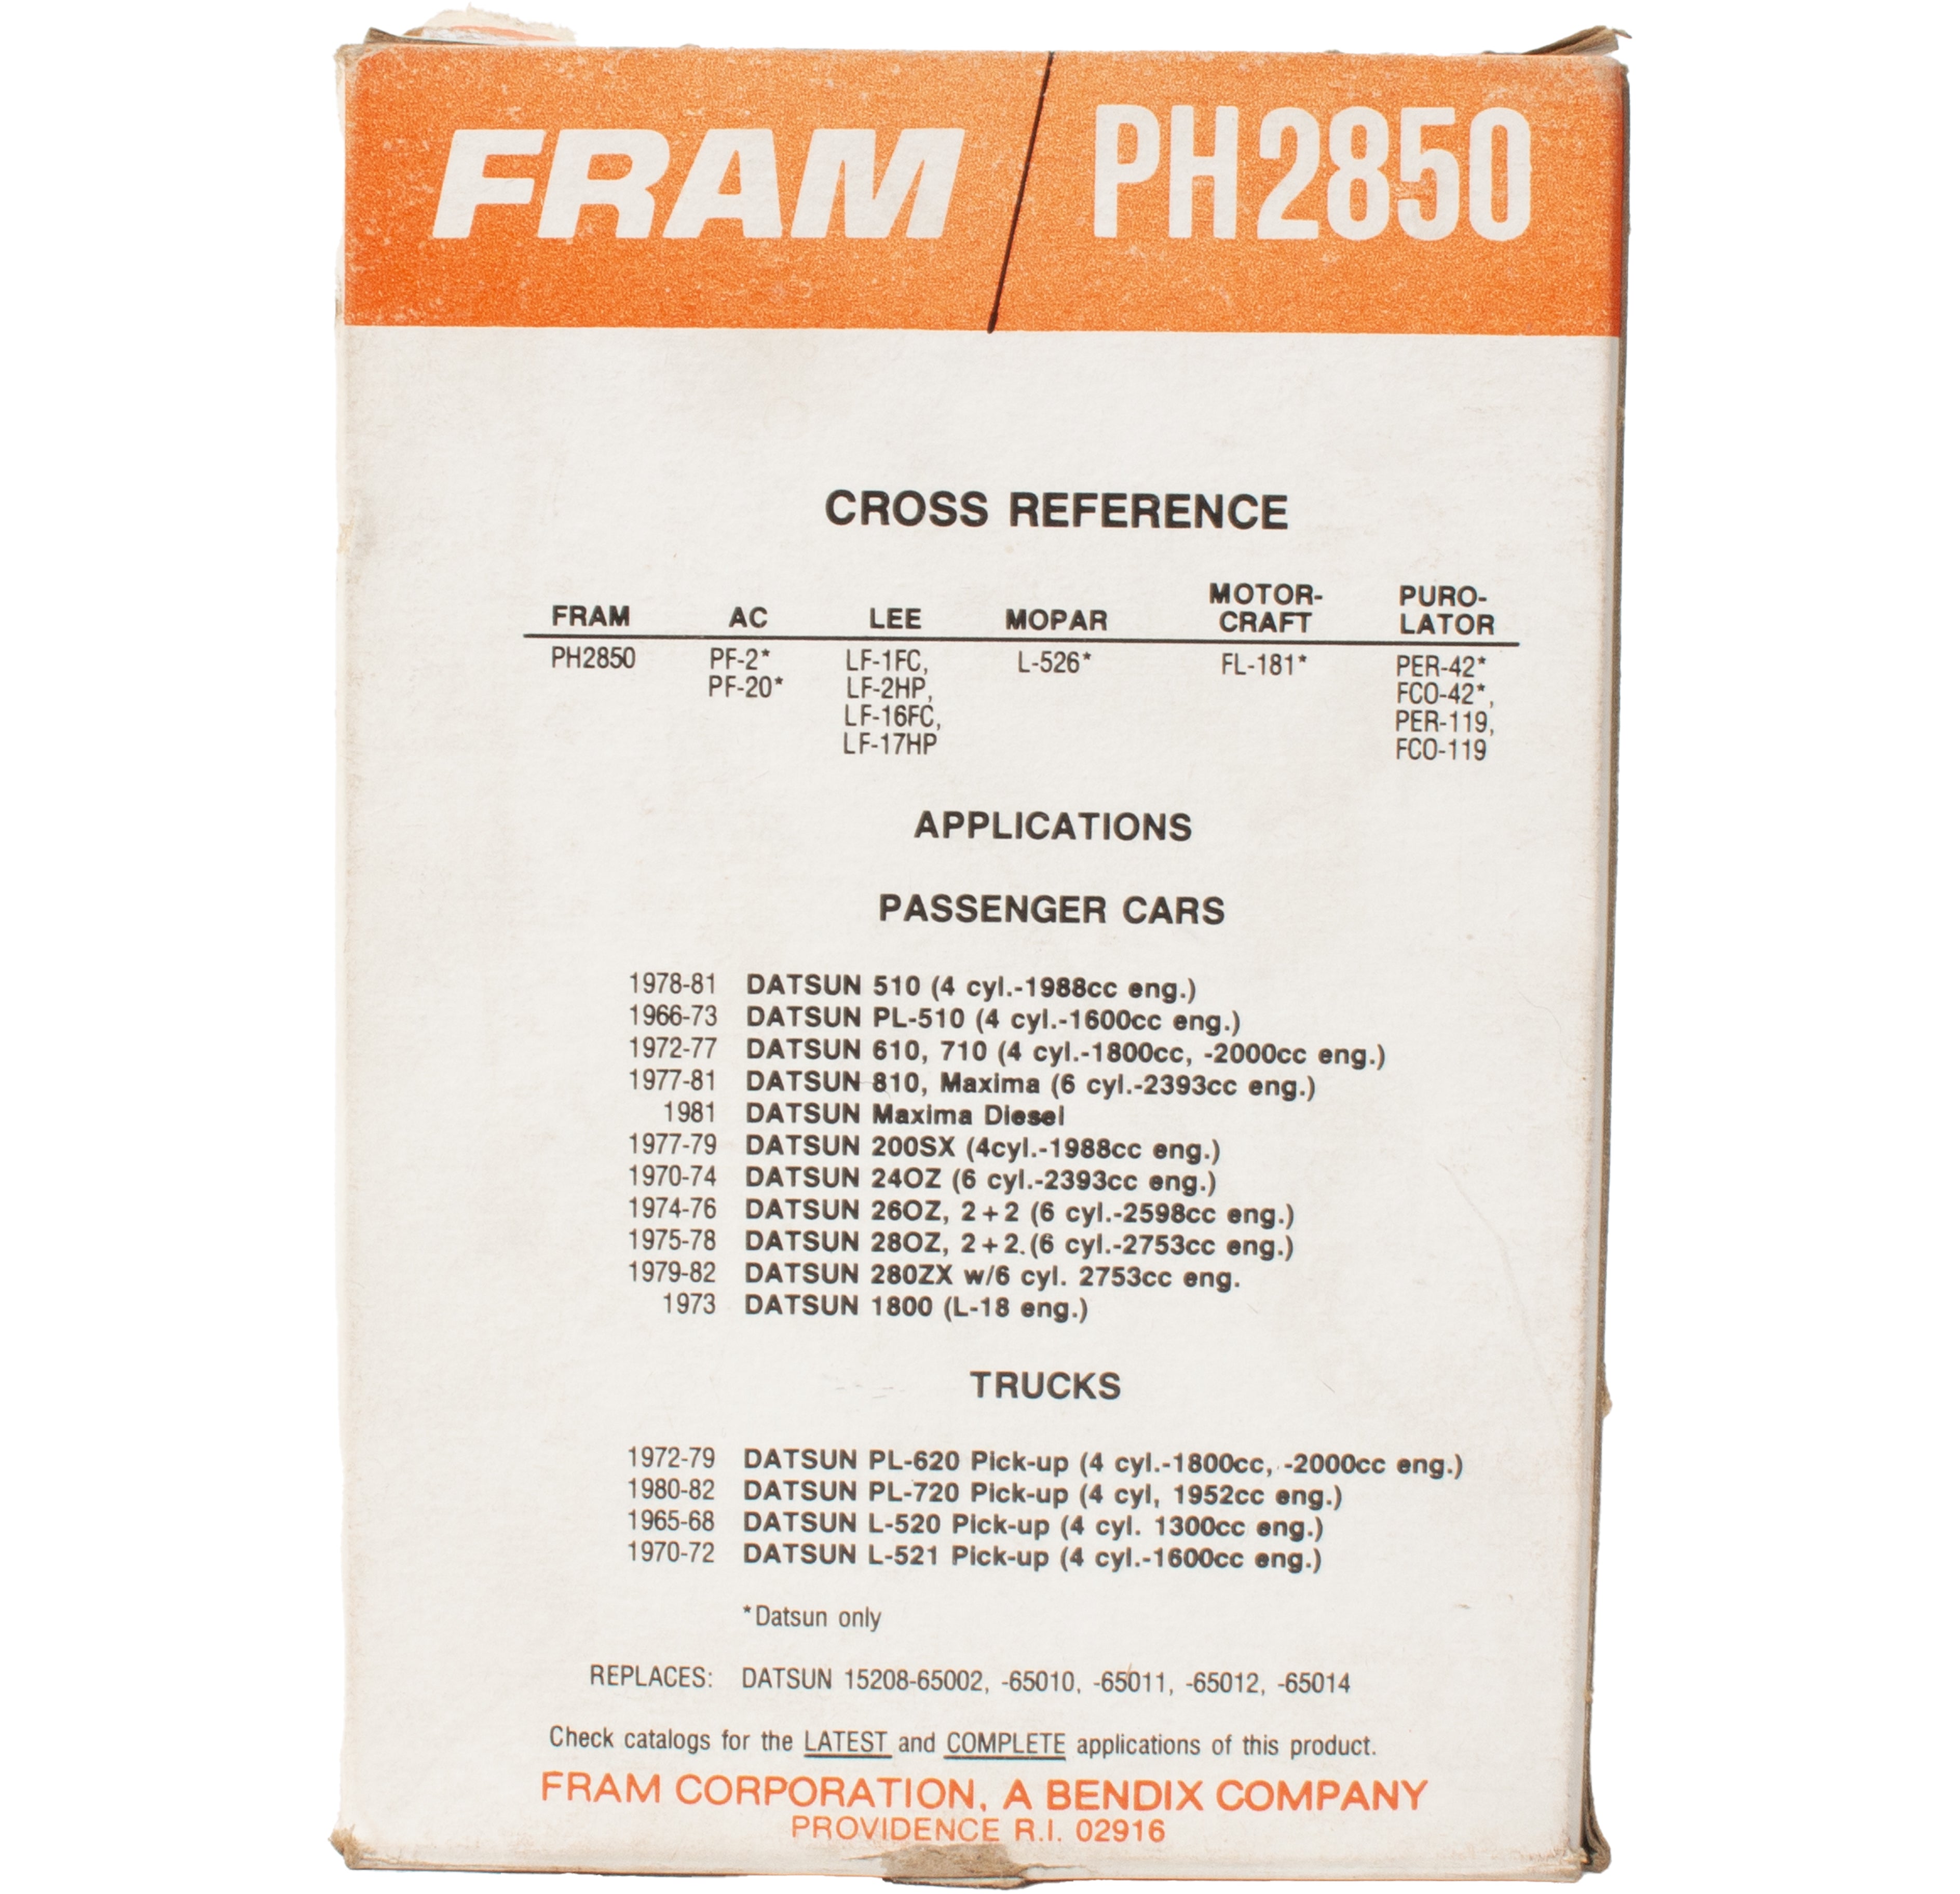 FRAM / PH2850
CROSS REFERENCE
FRAM AC LEE MOPAR MOTOR-CRAFT PURO-LATOR
PH2850 PF-2* LF-1FC, L-526* FL-181* PER-42*
PF-20* LF-2HP, FCO-42*,
LF-16FC, PER-119,
LF-17HP FCO-119
APPLICATIONS
PASSENGER CARS
1978-81 DATSUN 510 (4 cyl.-1988cc eng.)
1966-73 DATSUN PL-510 (4 cyl.-1600cc eng.)
1972-77 DATSUN 610, 710 (4 cyl.-1800cc, -2000cc eng.)
1977-81 DATSUN 810, Maxima (6 cyl.-2393cc eng.)
1981 DATSUN Maxima Diesel
1977-79 DATSUN 200SX (4cyl.-1988cc eng.)
1970-74 DATSUN 24OZ (6 cyl.-2393cc eng.)
1974-76 DATSUN 26OZ, 2+2 (6 cyl.-2598cc eng.)
1975-78 DATSUN 28OZ, 2+2.(6 cyl.-2753cc eng.)
1979-82 DATSUN 280ZX w/6 cyl. 2753cc eng.
1973 DATSUN 1800 (L-18 eng.)
TRUCKS
1972-79 DATSUN PL-620 Pick-up (4 cyl.-1800cc, -2000cc eng.)
1980-82 DATSUN PL-720 Pick-up (4 cyl, 1952cc eng.)
1965-68 DATSUN L-520 Pick-up (4 cyl. 1300cc eng.)
1970-72 DATSUN L-521 Pick-up (4 cyl.-1600cc eng.)
*Datsun only
REPLACES: DATSUN 15208-65002, -65010, -65011, -65012, -65014
Check catalogs for the LATEST and COMPLETE applications of this product.
FRAM CORPORATION, A BENDIX COMPANY
PROVIDENCE R.I. 02916